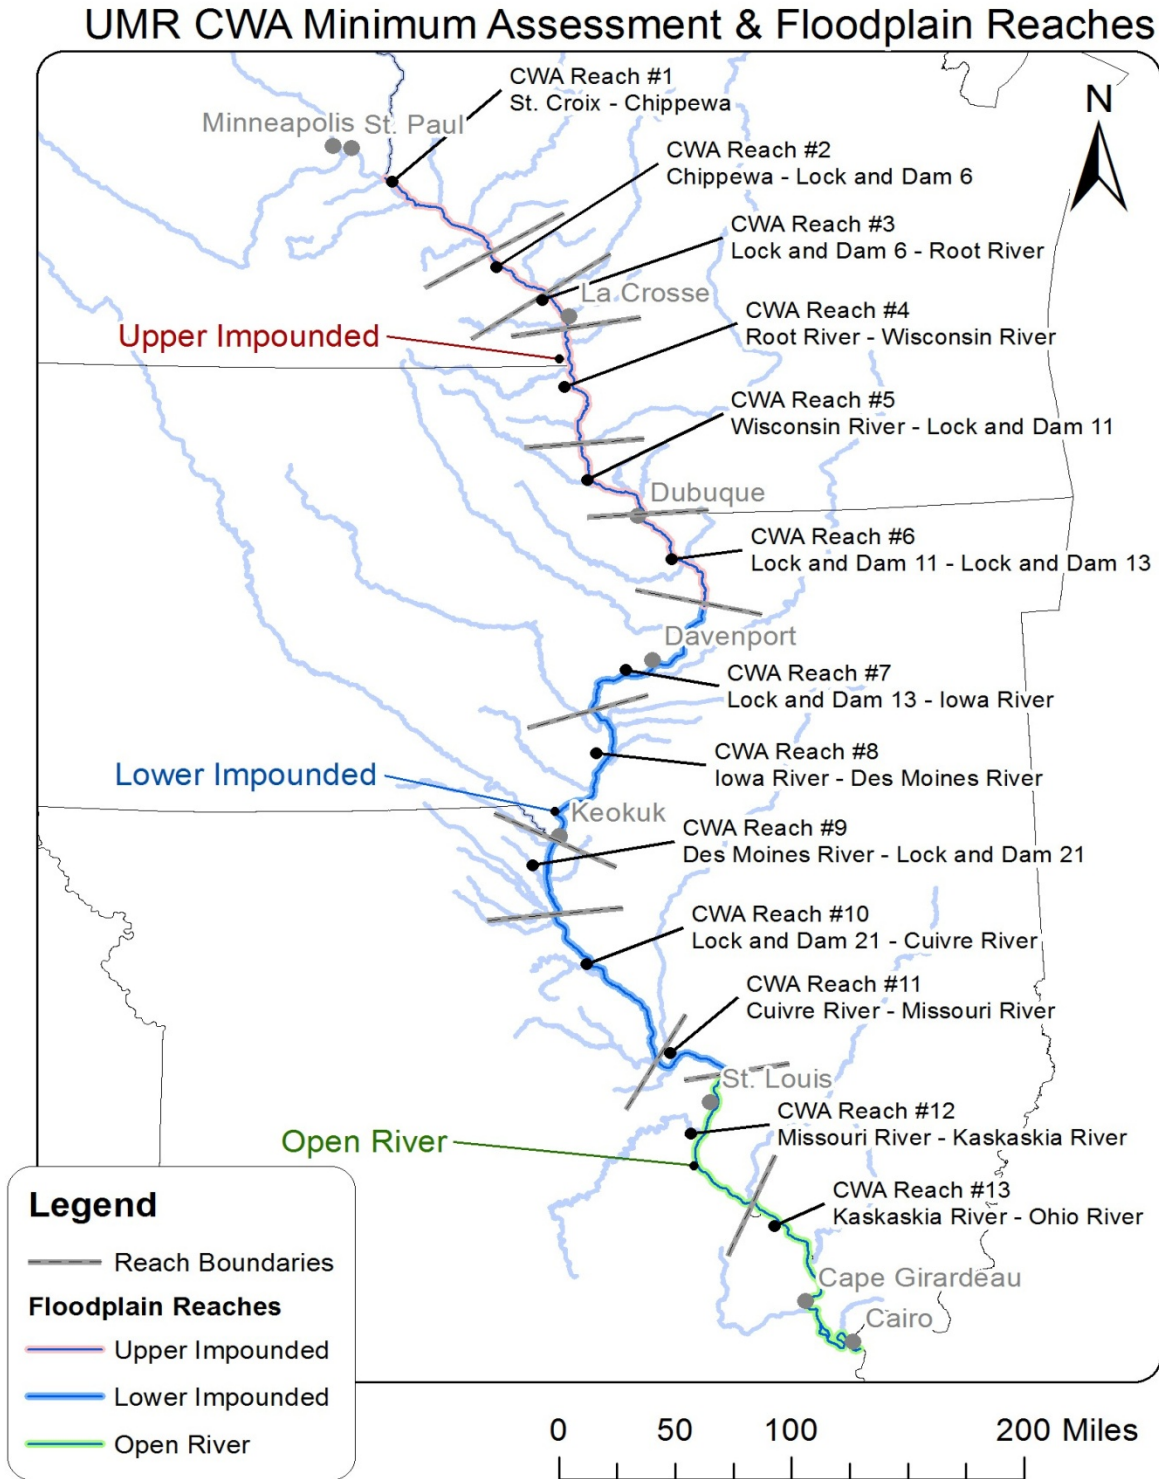 UMR CWA Minimum Assessment & Floodplain Reaches
CWA Reach #1
St. Croix - Chippewa
N
Minneapolis
St. Paul
CWA Reach #2
Chippewa - Lock and Dam 6
CWA Reach #3
Lock and Dam 6 - Root River
La Crosse
CWA Reach #4
Root River - Wisconsin River
Upper Impounded
CWA Reach #5
Wisconsin River - Lock and Dam 11
Dubuque
CWA Reach #6
Lock and Dam 11 - Lock and Dam 13
Davenport
CWA Reach #7
Lock and Dam 13 - Iowa River
CWA Reach #8
Iowa River - Des Moines River
Lower Impounded
Keokuk
CWA Reach #9
Des Moines River - Lock and Dam 21
CWA Reach #10
Lock and Dam 21 - Cuivre River
CWA Reach #11
Cuivre River - Missouri River
St. Louis
CWA Reach #12
Missouri River - Kaskaskia River
Open River
CWA Reach #13
Kaskaskia River - Ohio River
Cape Girardeau
Cairo
Legend
Reach Boundaries
Floodplain Reaches
Upper Impounded
Lower Impounded
Open River
0 50 100 200 Miles